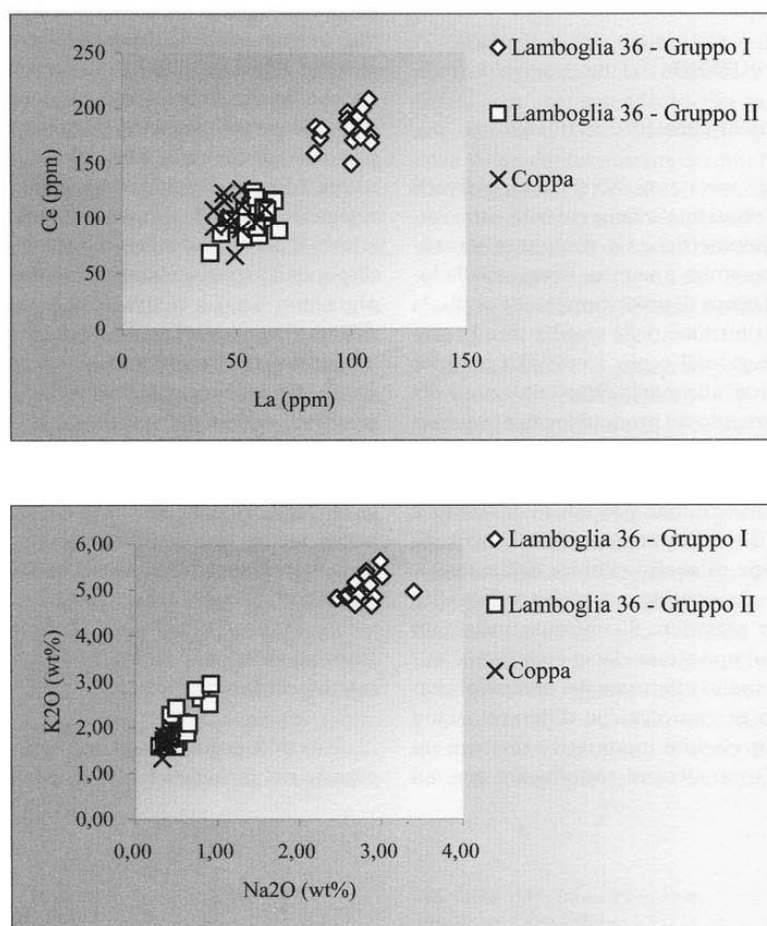 Lamboglia 36 - Gruppo I
Lamboglia 36 - Gruppo II
Coppa
250
200
150
100
50
0
Ce (ppm)
0 50 100 150
La (ppm)
Lamboglia 36 - Gruppo I
Lamboglia 36 - Gruppo II
Coppa
6,00
5,00
4,00
3,00
2,00
1,00
0,00
K2O (wt%)
0,00 1,00 2,00 3,00 4,00
Na2O (wt%)